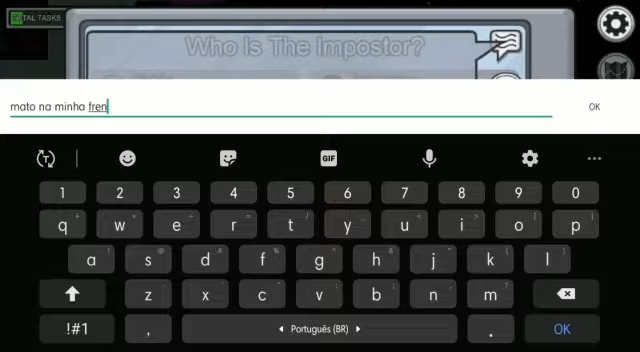 TOTAL TASKS
Who Is The Impostor?
mato na minha fren
OK
GIF
1 2 3 4 5 6 7 8 9 0
q w e r t y u i o p
a s d f g h j k l
z x c v b n m
!#1 , Português (BR) . OK